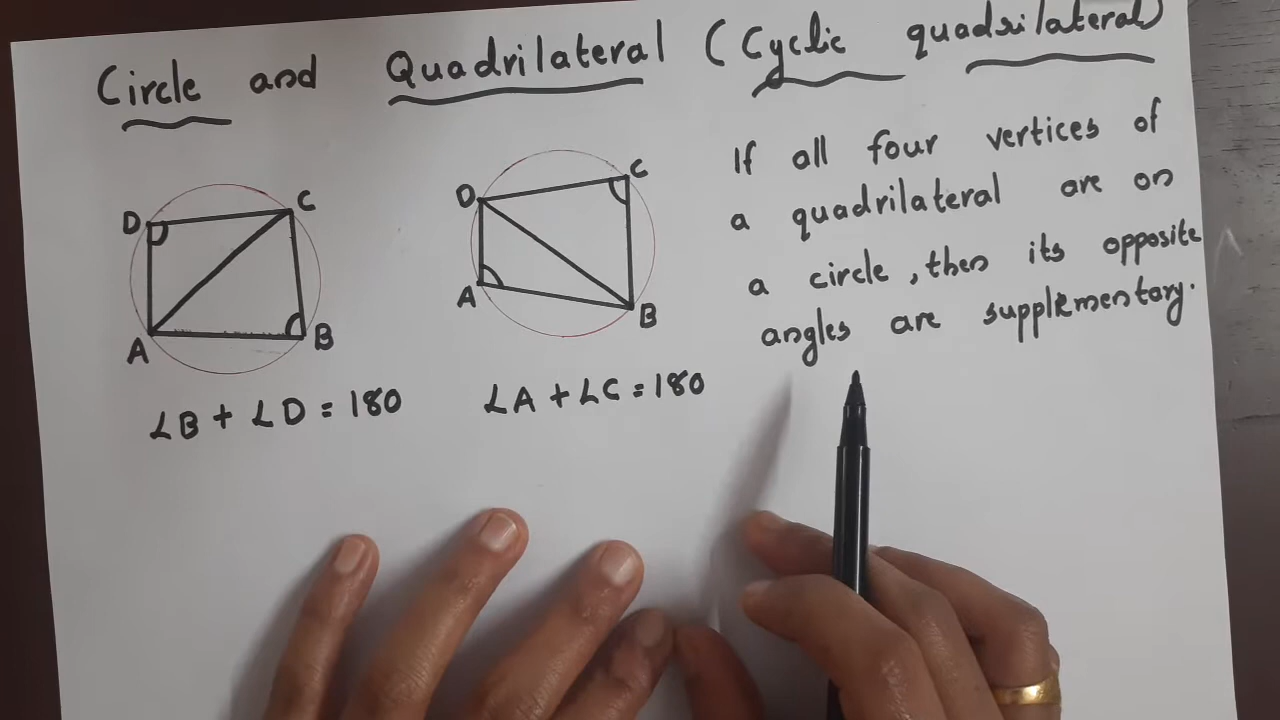 Circle and Quadrilateral (Cyclic quadrilateral)
If all four vertices of
a quadrilateral are on
a circle, then its opposite
angles are supplementary.
D C
A B
∠B + ∠D = 180
D C
A B
∠A + ∠C = 180